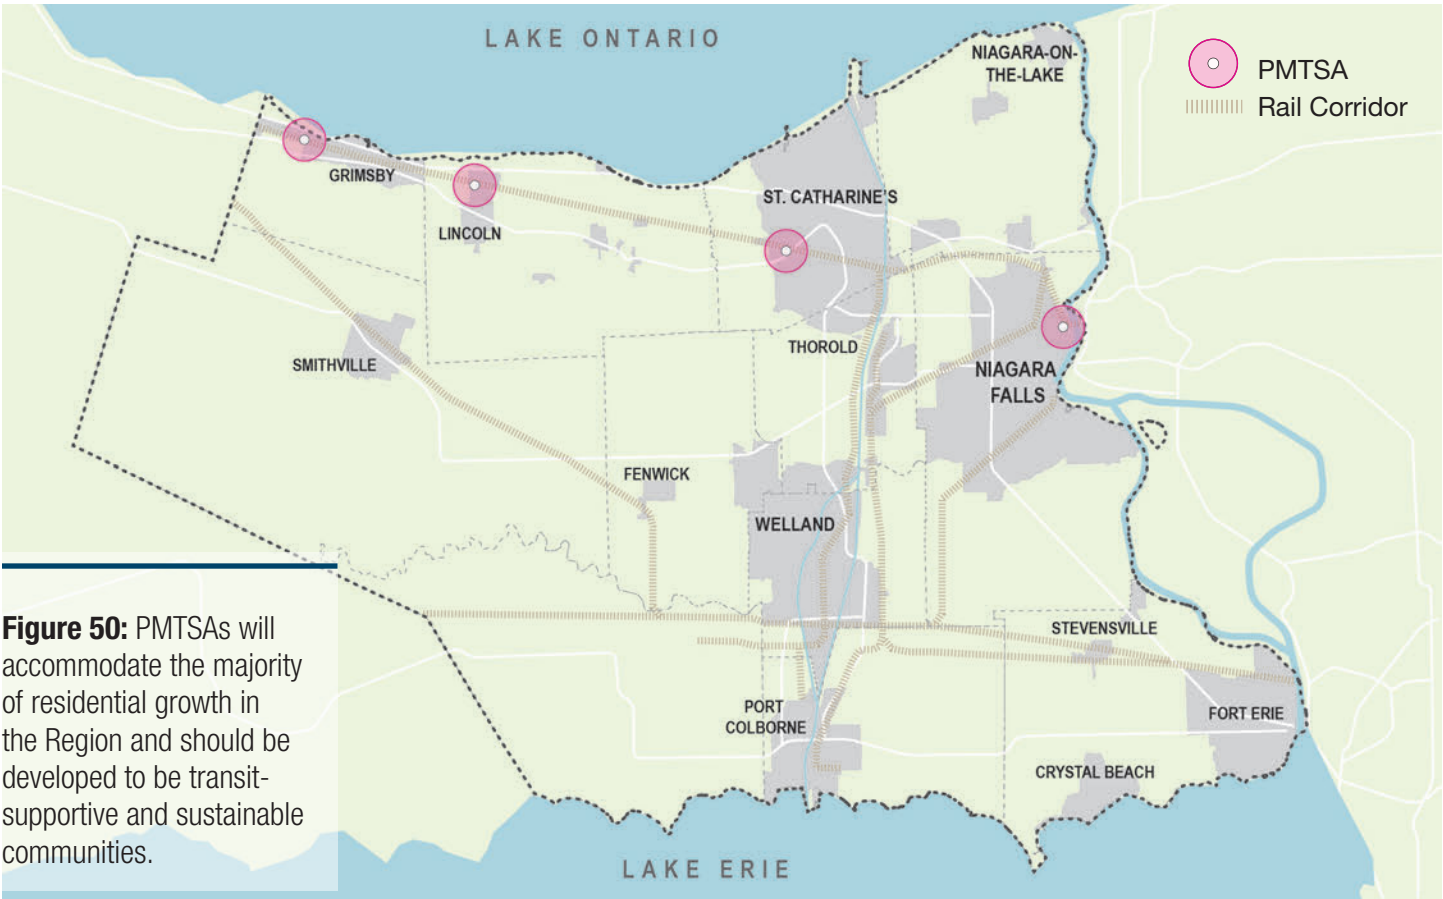 LAKE ONTARIO
NIAGARA-ON-
THE-LAKE
PMTSA
Rail Corridor
GRIMSBY
ST. CATHARINE'S
LINCOLN
THOROLD
SMITHVILLE
NIAGARA
FALLS
FENWICK
WELLAND
STEVENSVILLE
PORT
COLBORNE
FORT ERIE
CRYSTAL BEACH
LAKE ERIE
Figure 50: PMTSAs will
accommodate the majority
of residential growth in
the Region and should be
developed to be transit-
supportive and sustainable
communities.